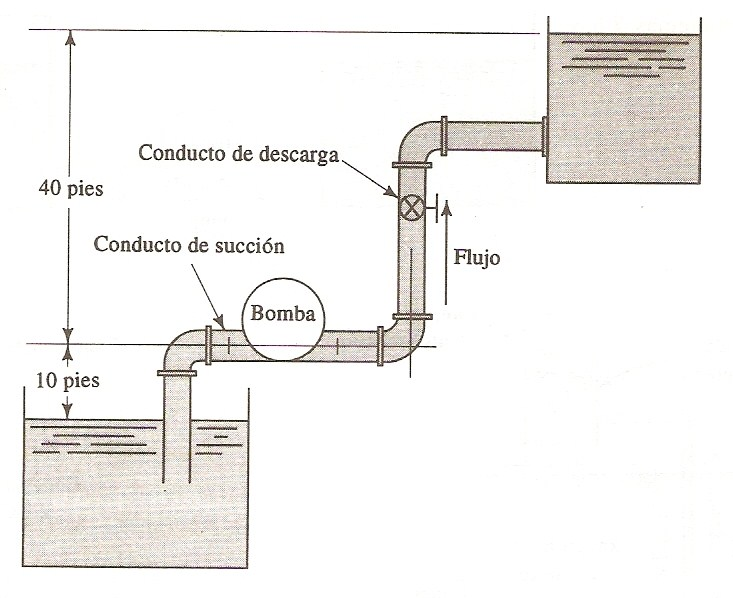 Conducto de descarga
40 pies
Conducto de succión
Flujo
Bomba
10 pies